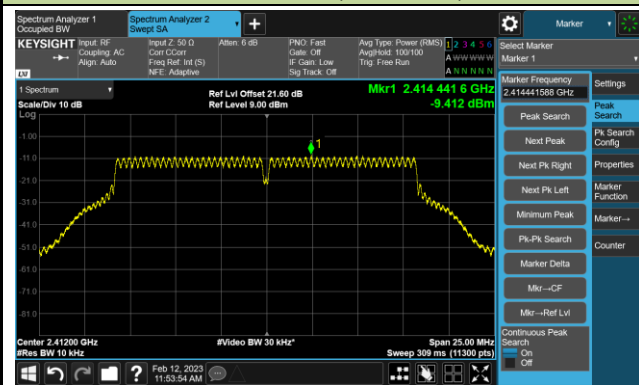 Spectrum Analyzer 1
Occupied BW
Spectrum Analyzer 2
Swept SA
Marker
KEYSIGHT
Input: RF
Coupling: AC
Align: Auto
Input Z: 50 Ω
Corr CCorr
Freq Ref: Int (S)
NFE: Adaptive
Atten: 6 dB
PNO: Fast
Gate: Off
IF Gain: Low
Sig Track: Off
Avg Type: Power (RMS)
Avg|Hold: 100/100
Trig: Free Run
1 2 3 4 5 6
A W W W W W
A N N N N N
Select Marker
Marker 1
LXI
1 Spectrum
Scale/Div 10 dB
Log
Ref Lvl Offset 21.60 dB
Ref Level 9.00 dBm
Mkr1 2.414 441 6 GHz
-9.412 dBm
1
-1.00
-11.0
-21.0
-31.0
-41.0
-51.0
-61.0
-71.0
-81.0
Center 2.41200 GHz
#Res BW 10 kHz
#Video BW 30 kHz*
Span 25.00 MHz
Sweep 309 ms (11300 pts)
Marker Frequency
2.414441588 GHz
Peak Search
Next Peak
Next Pk Right
Next Pk Left
Minimum Peak
Pk-Pk Search
Marker Delta
Mkr→CF
Mkr→Ref Lvl
Continuous Peak
Search
On
Off
Settings
Peak
Search
Pk Search
Config
Properties
Marker
Function
Marker→
Counter
Feb 12, 2023
11:53:54 AM